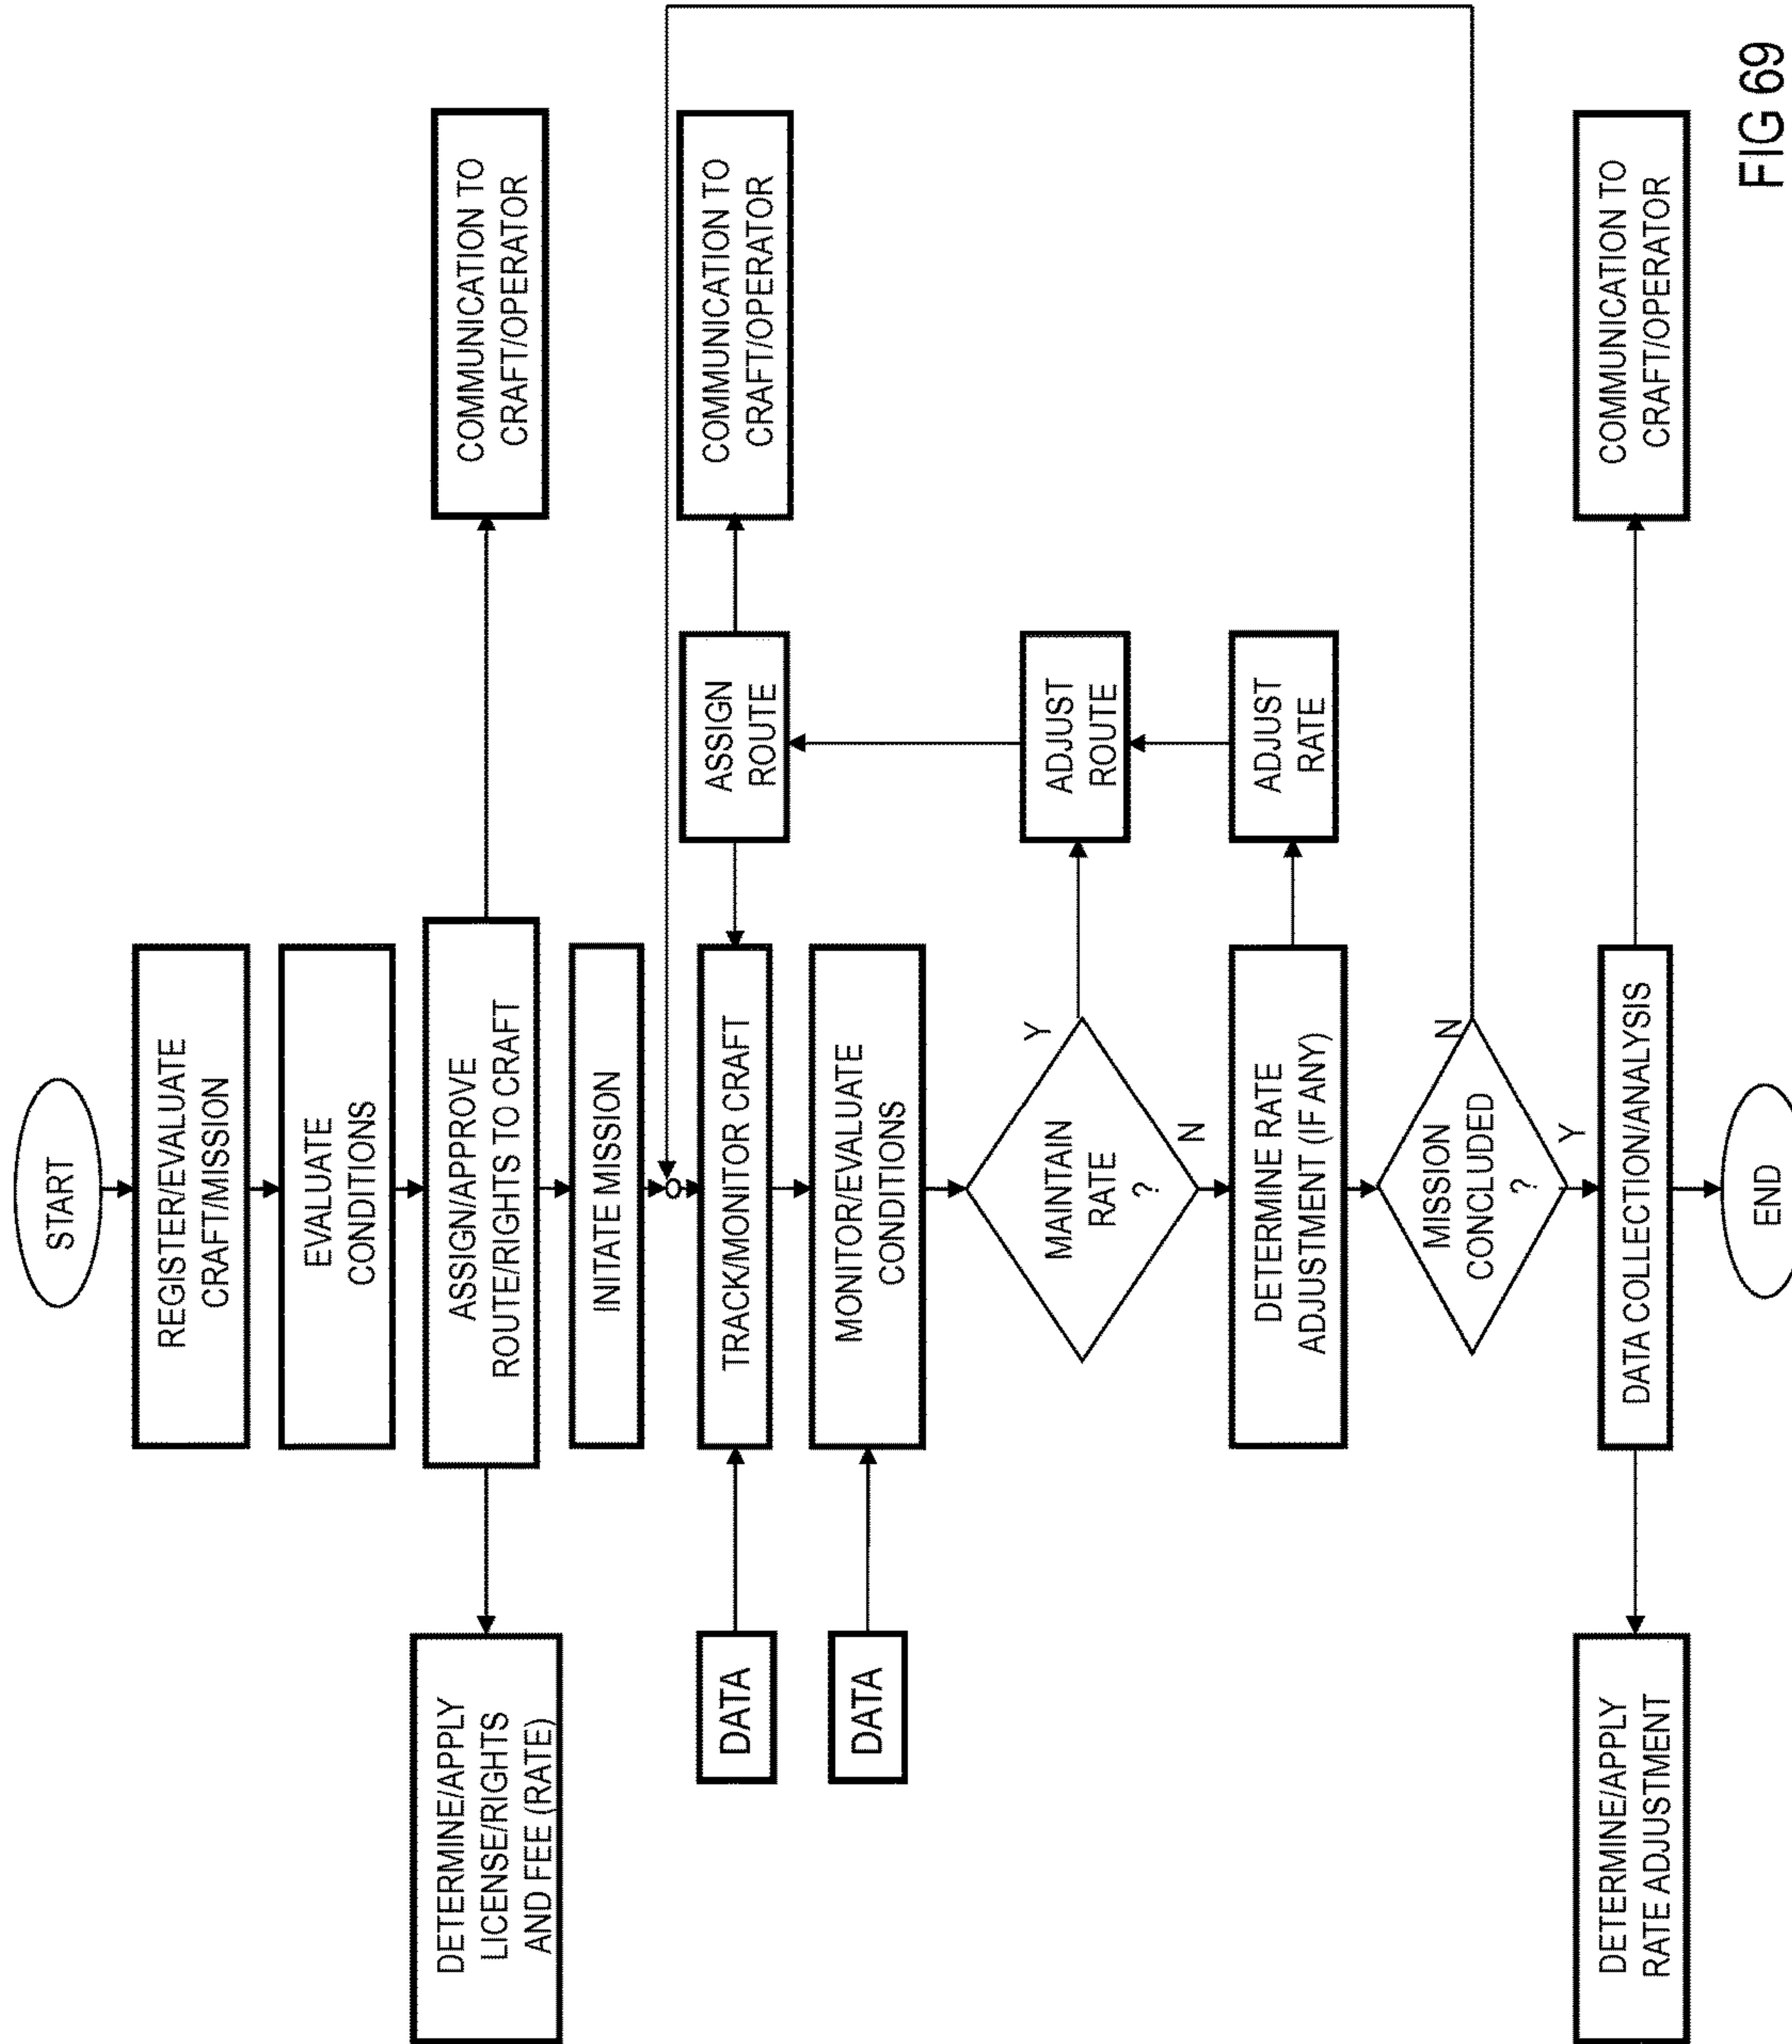 START
REGISTER/EVALUATE
CRAFT/MISSION
EVALUATE
CONDITIONS
ASSIGN/APPROVE
ROUTE/RIGHTS TO CRAFT
DETERMINE/APPLY
LICENSE/RIGHTS
AND FEE (RATE)
COMMUNICATION TO
CRAFT/OPERATOR
INITATE MISSION
DATA
TRACK/MONITOR CRAFT
ASSIGN
ROUTE
COMMUNICATION TO
CRAFT/OPERATOR
DATA
MONITOR/EVALUATE
CONDITIONS
MAINTAIN
RATE
?
Y
N
ADJUST
ROUTE
DETERMINE RATE
ADJUSTMENT (IF ANY)
ADJUST
RATE
MISSION
CONCLUDED
?
N
Y
DATA COLLECTION/ANALYSIS
DETERMINE/APPLY
RATE ADJUSTMENT
COMMUNICATION TO
CRAFT/OPERATOR
END
FIG 69